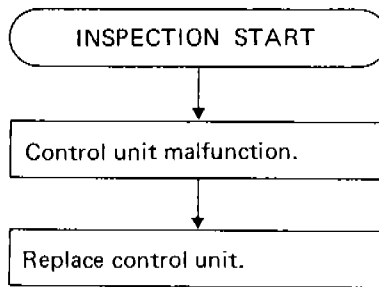 INSPECTION START
Control unit malfunction.
Replace control unit.